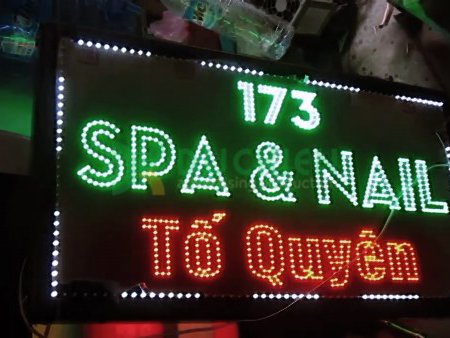 173
SPA & NAIL
Tố Quyên